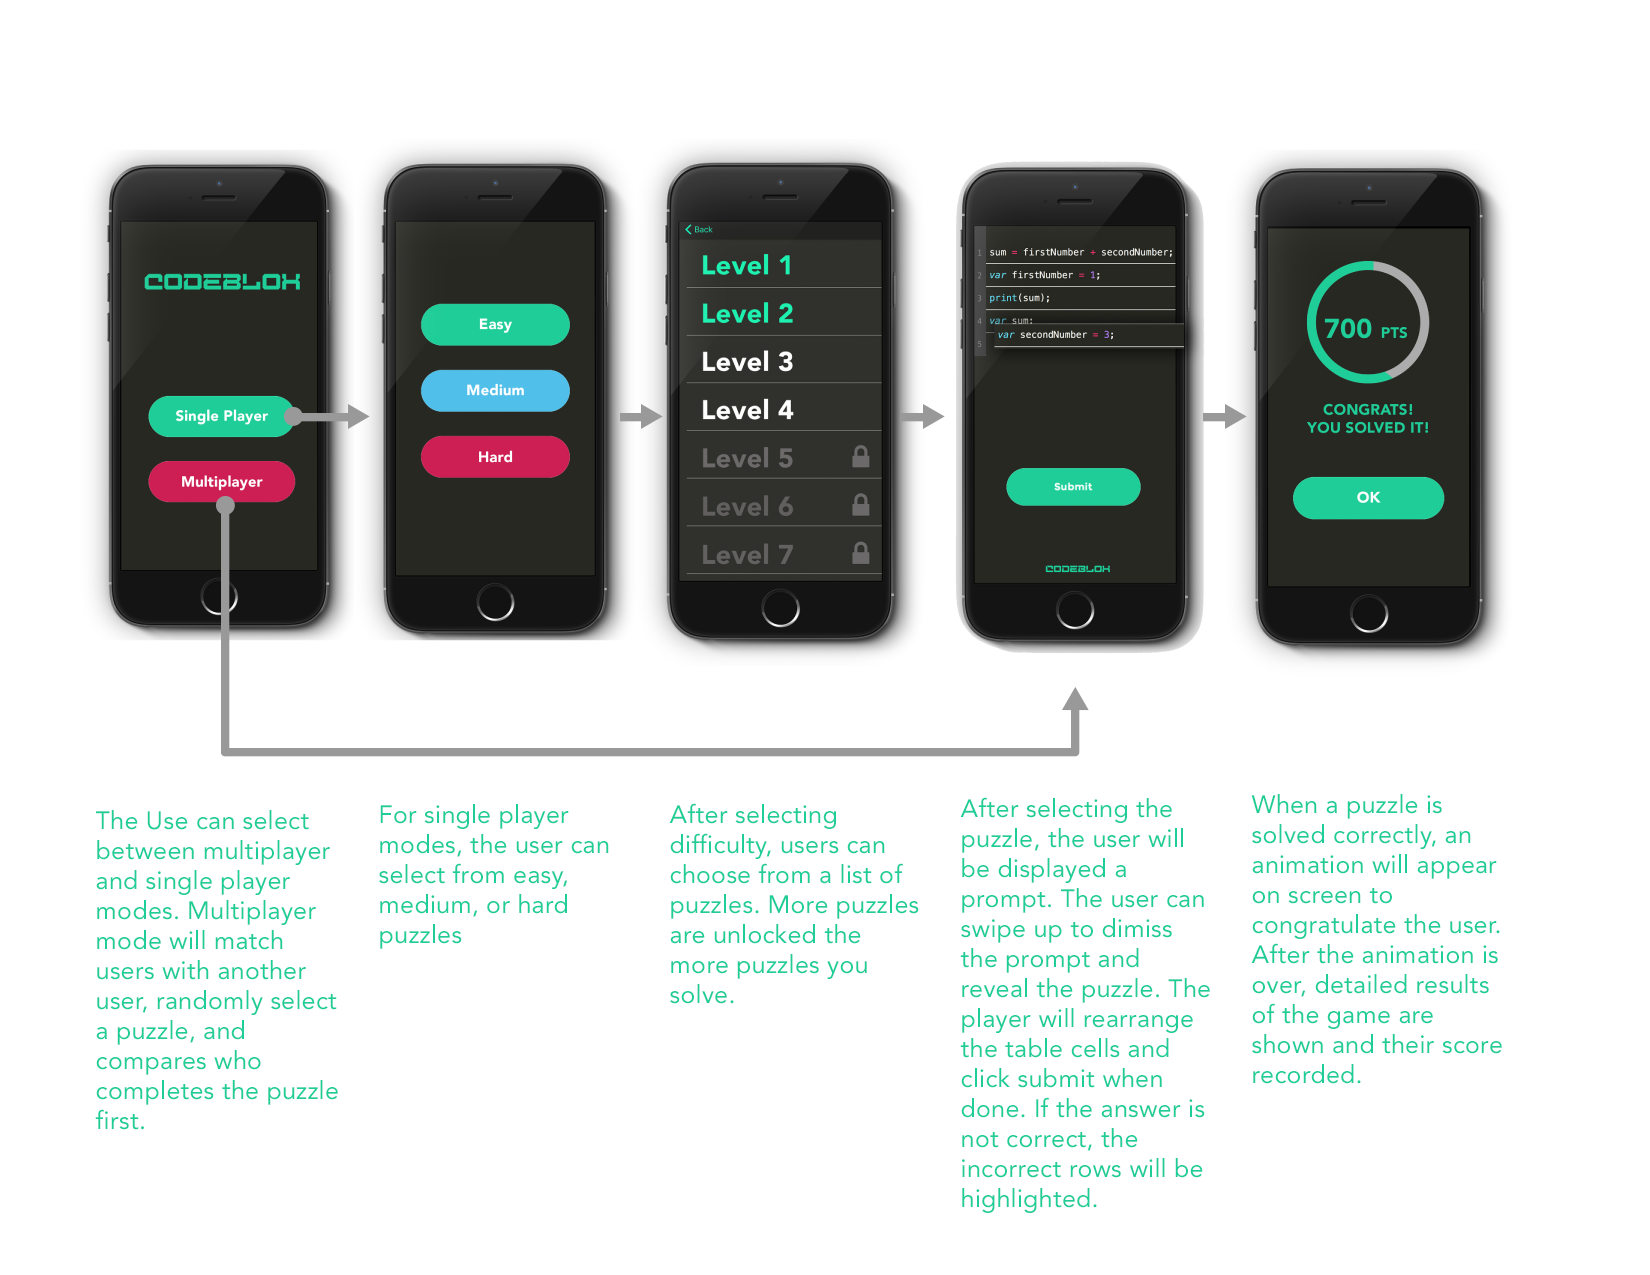 CODEBLOX
Single Player
Multiplayer
Easy
Medium
Hard
Back
Level 1
Level 2
Level 3
Level 4
Level 5
Level 6
Level 7
1 sum = firstNumber + secondNumber;
2 var firstNumber = 1;
3 print(sum);
4 var sum;
var secondNumber = 3;
5
Submit
CODEBLOX
700 PTS
CONGRATS!
YOU SOLVED IT!
OK
The Use can select
between multiplayer
and single player
modes. Multiplayer
mode will match
users with another
user, randomly select
a puzzle, and
compares who
completes the puzzle
first.
For single player
modes, the user can
select from easy,
medium, or hard
puzzles
After selecting
difficulty, users can
choose from a list of
puzzles. More puzzles
are unlocked the
more puzzles you
solve.
After selecting the
puzzle, the user will
be displayed a
prompt. The user can
swipe up to dimiss
the prompt and
reveal the puzzle. The
player will rearrange
the table cells and
click submit when
done. If the answer is
not correct, the
incorrect rows will be
highlighted.
When a puzzle is
solved correctly, an
animation will appear
on screen to
congratulate the user.
After the animation is
over, detailed results
of the game are
shown and their score
recorded.